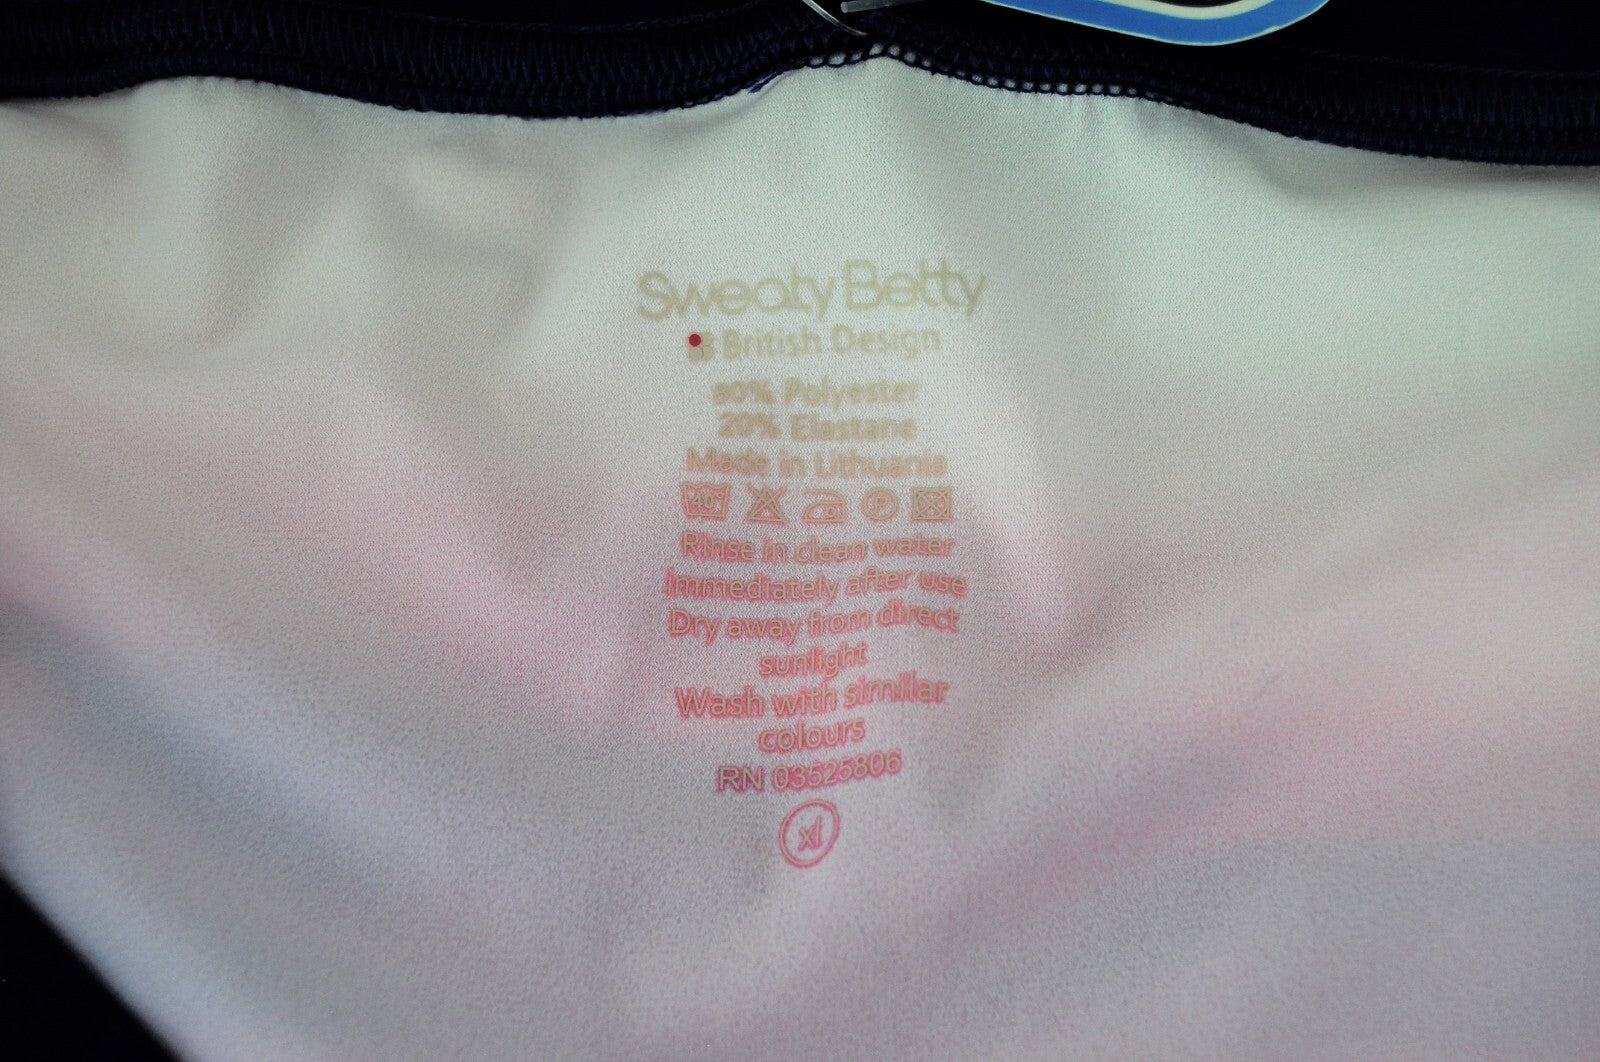 Sweaty Betty
British Design
80% Polyester
20% Elastane
Made in Lithuania
40° P
Rinse in clean water
immediately after use
Dry away from direct
sunlight
Wash with similar
colours
RN 03525806
xl